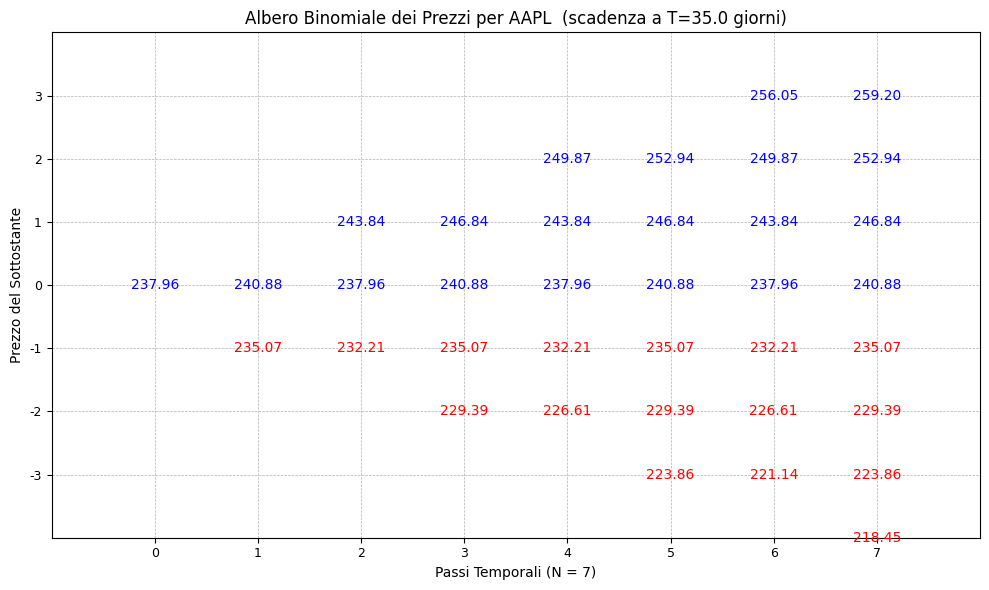 Albero Binomiale dei Prezzi per AAPL (scadenza a T=35.0 giorni)
Prezzo del Sottostante
3 256.05 259.20
2 249.87 252.94 249.87 252.94
1 243.84 246.84 243.84 246.84 243.84 246.84
0 237.96 240.88 237.96 240.88 237.96 240.88 237.96 240.88
-1 235.07 232.21 235.07 232.21 235.07 232.21 235.07
-2 229.39 226.61 229.39 226.61 229.39
-3 223.86 221.14 223.86
218.45
0 1 2 3 4 5 6 7
Passi Temporali (N = 7)